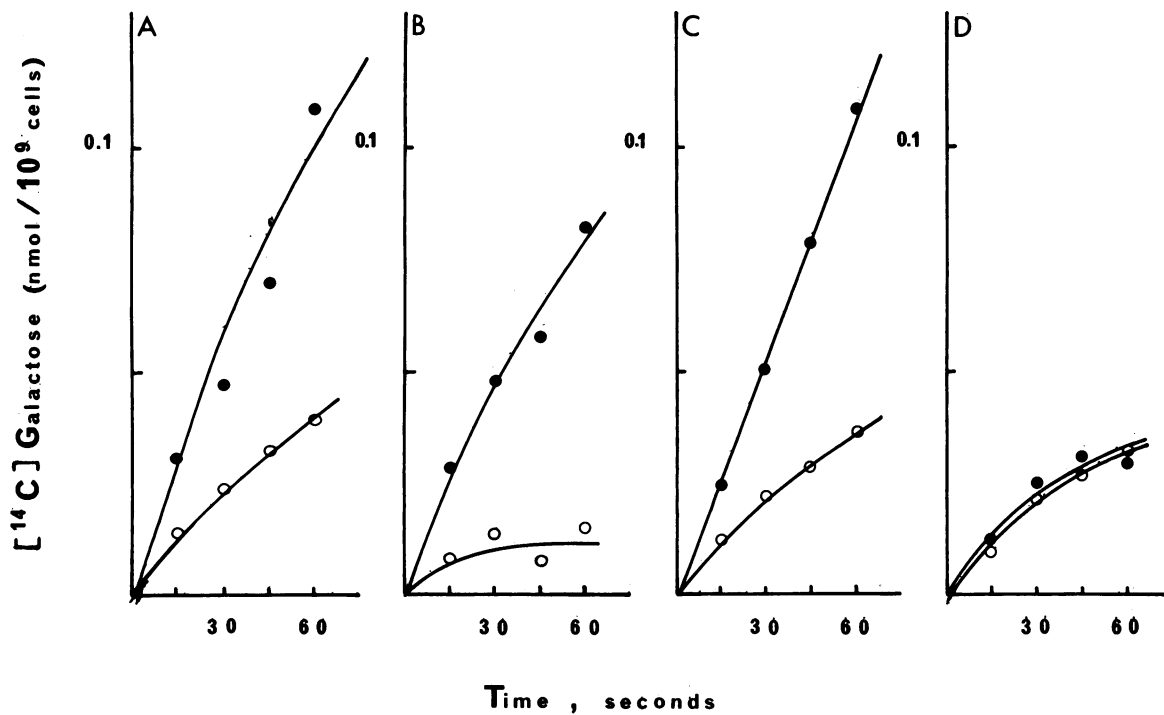 A B C D
[¹⁴C] Galactose (nmol/10⁹ cells)
0.1 0.1 0.1 0.1
30 60 30 60 30 60 30 60
Time, seconds